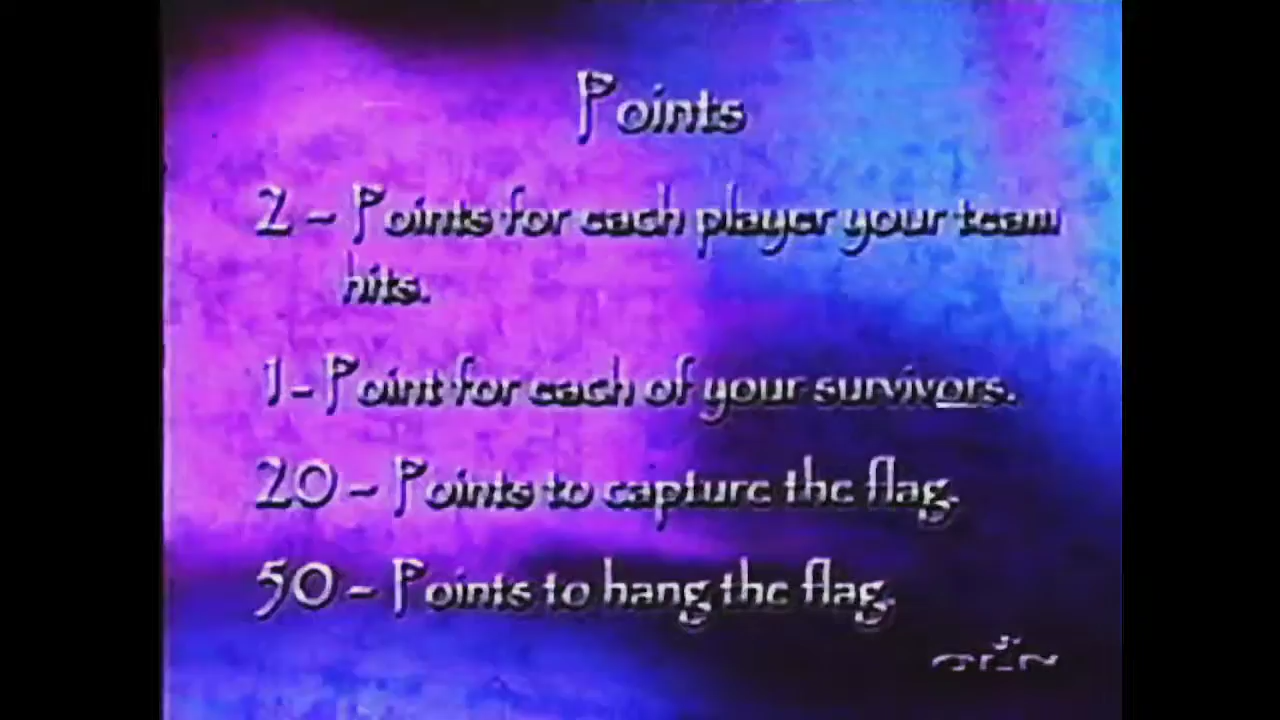 Points
2 - Points for each player your team
hits.
1 - Point for each of your survivors.
20 - Points to capture the flag.
50 - Points to hang the flag.